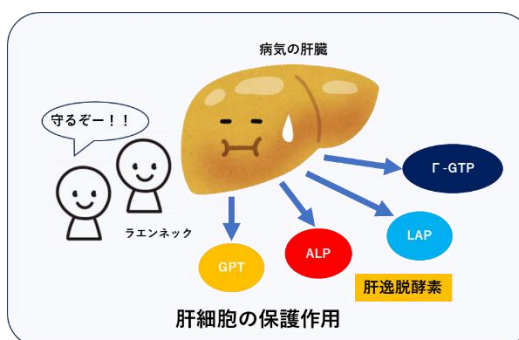 病気の肝臓
守るぞー！！
ラエンネック
Γ-GTP
LAP
ALP
GPT
肝逸脱酵素
肝細胞の保護作用